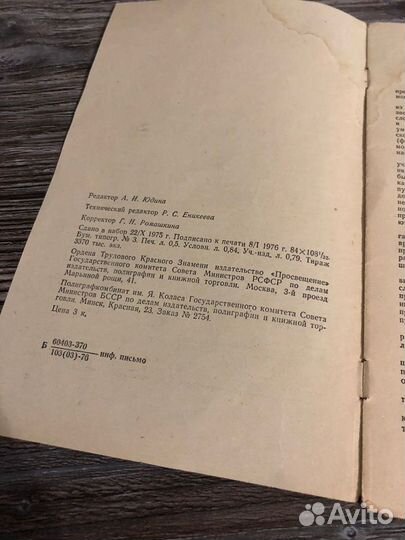 Редактор А. И. Юдина
Технический редактор Р. С. Еникеева
Корректор Г. Н. Ромашкина
Сдано в набор 22/X 1975 г. Подписано к печати 8/I 1976 г. 84×108¹/₃₂.
Бум. типогр. № 3. Печ. л. 0,5. Условн. л. 0,84. Уч.-изд. л. 0,79. Тираж
3370 тыс. экз.
Ордена Трудового Красного Знамени издательство «Просвещение»
Государственного комитета Совета Министров РСФСР по делам
издательств, полиграфии и книжной торговли. Москва, 3-й проезд
Марьиной рощи, 41.
Полиграфкомбинат им. Я. Коласа Государственного комитета Совета
Министров БССР по делам издательств, полиграфии и книжной тор-
говли. Минск, Красная, 23. Заказ № 2754.
Цена 3 к.
Б 60403-370
103(03)-76 инф. письмо
Avito